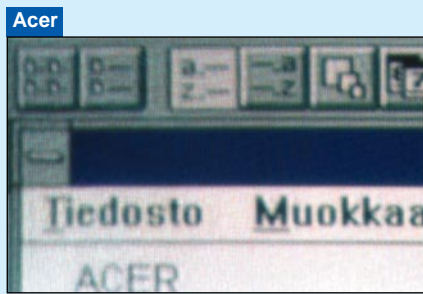 Acer
a — — a
z — — z
Tiedosto Muokkaa
ACER